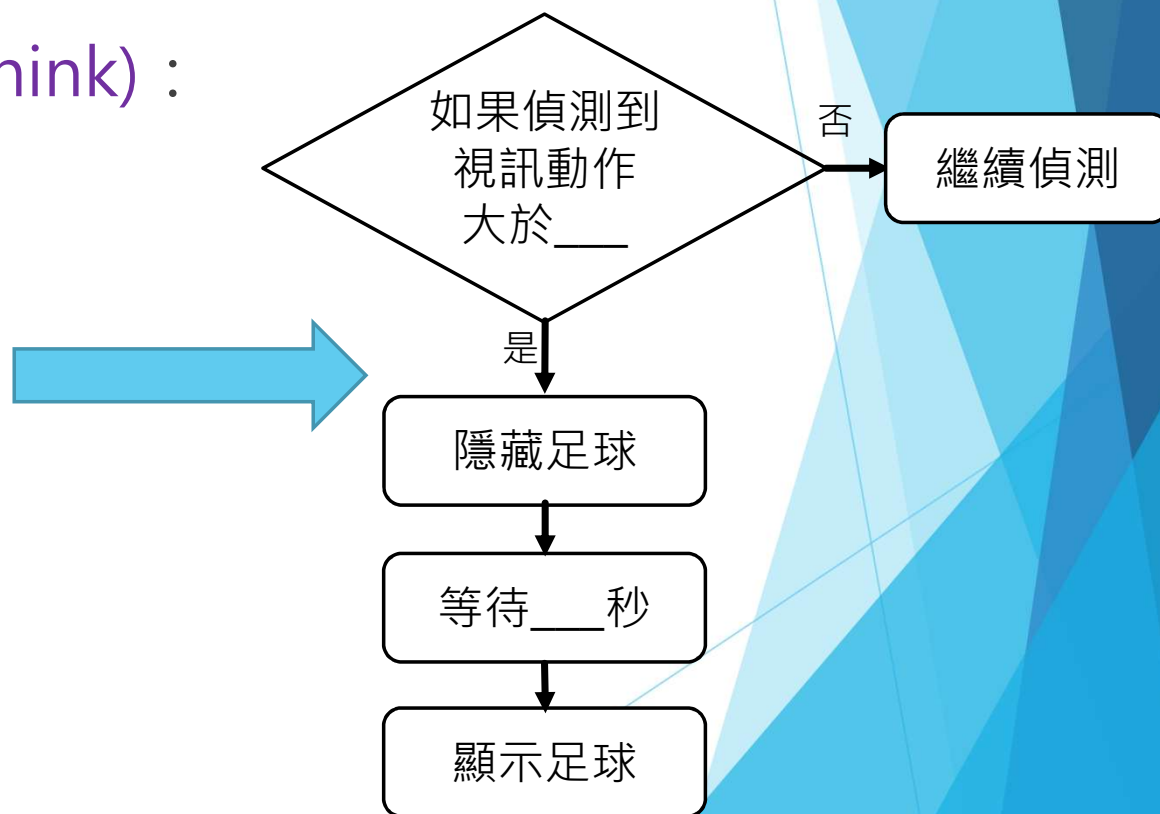 hink)：
如果偵測到
視訊動作
大於___
否
繼續偵測
是
隱藏足球
等待___秒
顯示足球